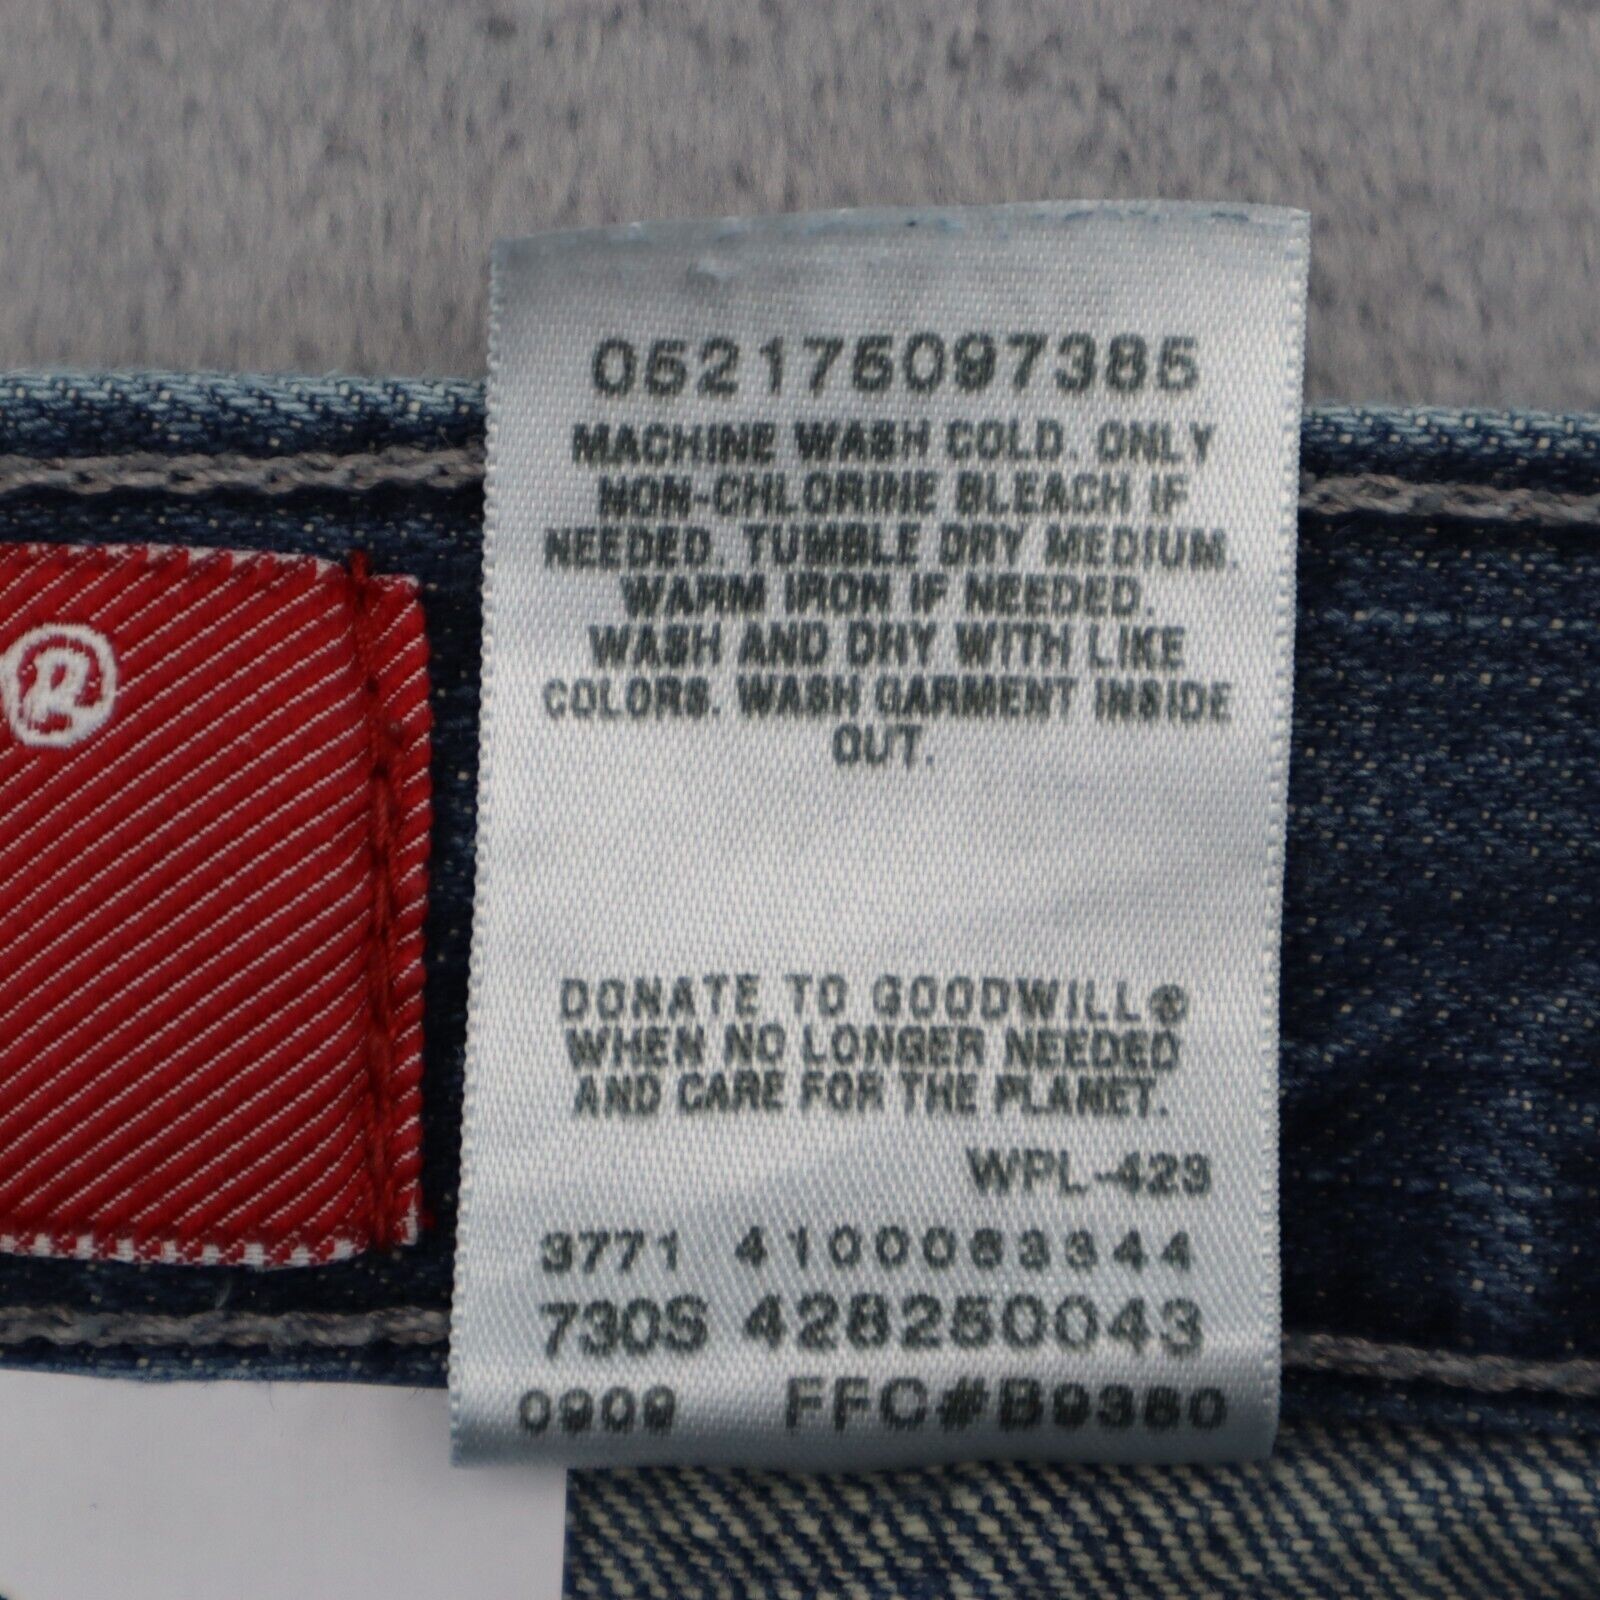 052175097385
MACHINE WASH COLD. ONLY
NON-CHLORINE BLEACH IF
NEEDED. TUMBLE DRY MEDIUM.
WARM IRON IF NEEDED.
WASH AND DRY WITH LIKE
COLORS. WASH GARMENT INSIDE
OUT.
DONATE TO GOODWILL®
WHEN NO LONGER NEEDED
AND CARE FOR THE PLANET.
WPL-423
3771 4100063344
730S 428250043
0909 FFC#B9380
®